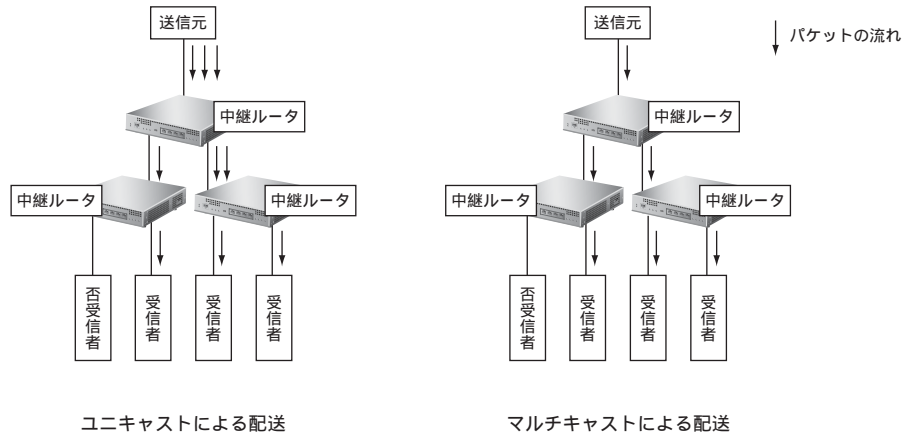 送信元
中継ルータ
中継ルータ
中継ルータ
否受信者
受信者
受信者
受信者
ユニキャストによる配送
送信元
パケットの流れ
中継ルータ
中継ルータ
中継ルータ
否受信者
受信者
受信者
受信者
マルチキャストによる配送